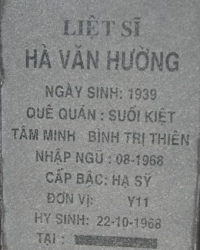 LIỆT SĨ
HÀ VĂN HƯỜNG
NGÀY SINH: 1939
QUÊ QUÁN: SUỐI KIỆT
TÂM MINH BÌNH TRỊ THIÊN
NHẬP NGŨ: 08-1968
CẤP BẬC: HẠ SỸ
ĐƠN VỊ: Y11
HY SINH: 22-10-1968
TẠI: